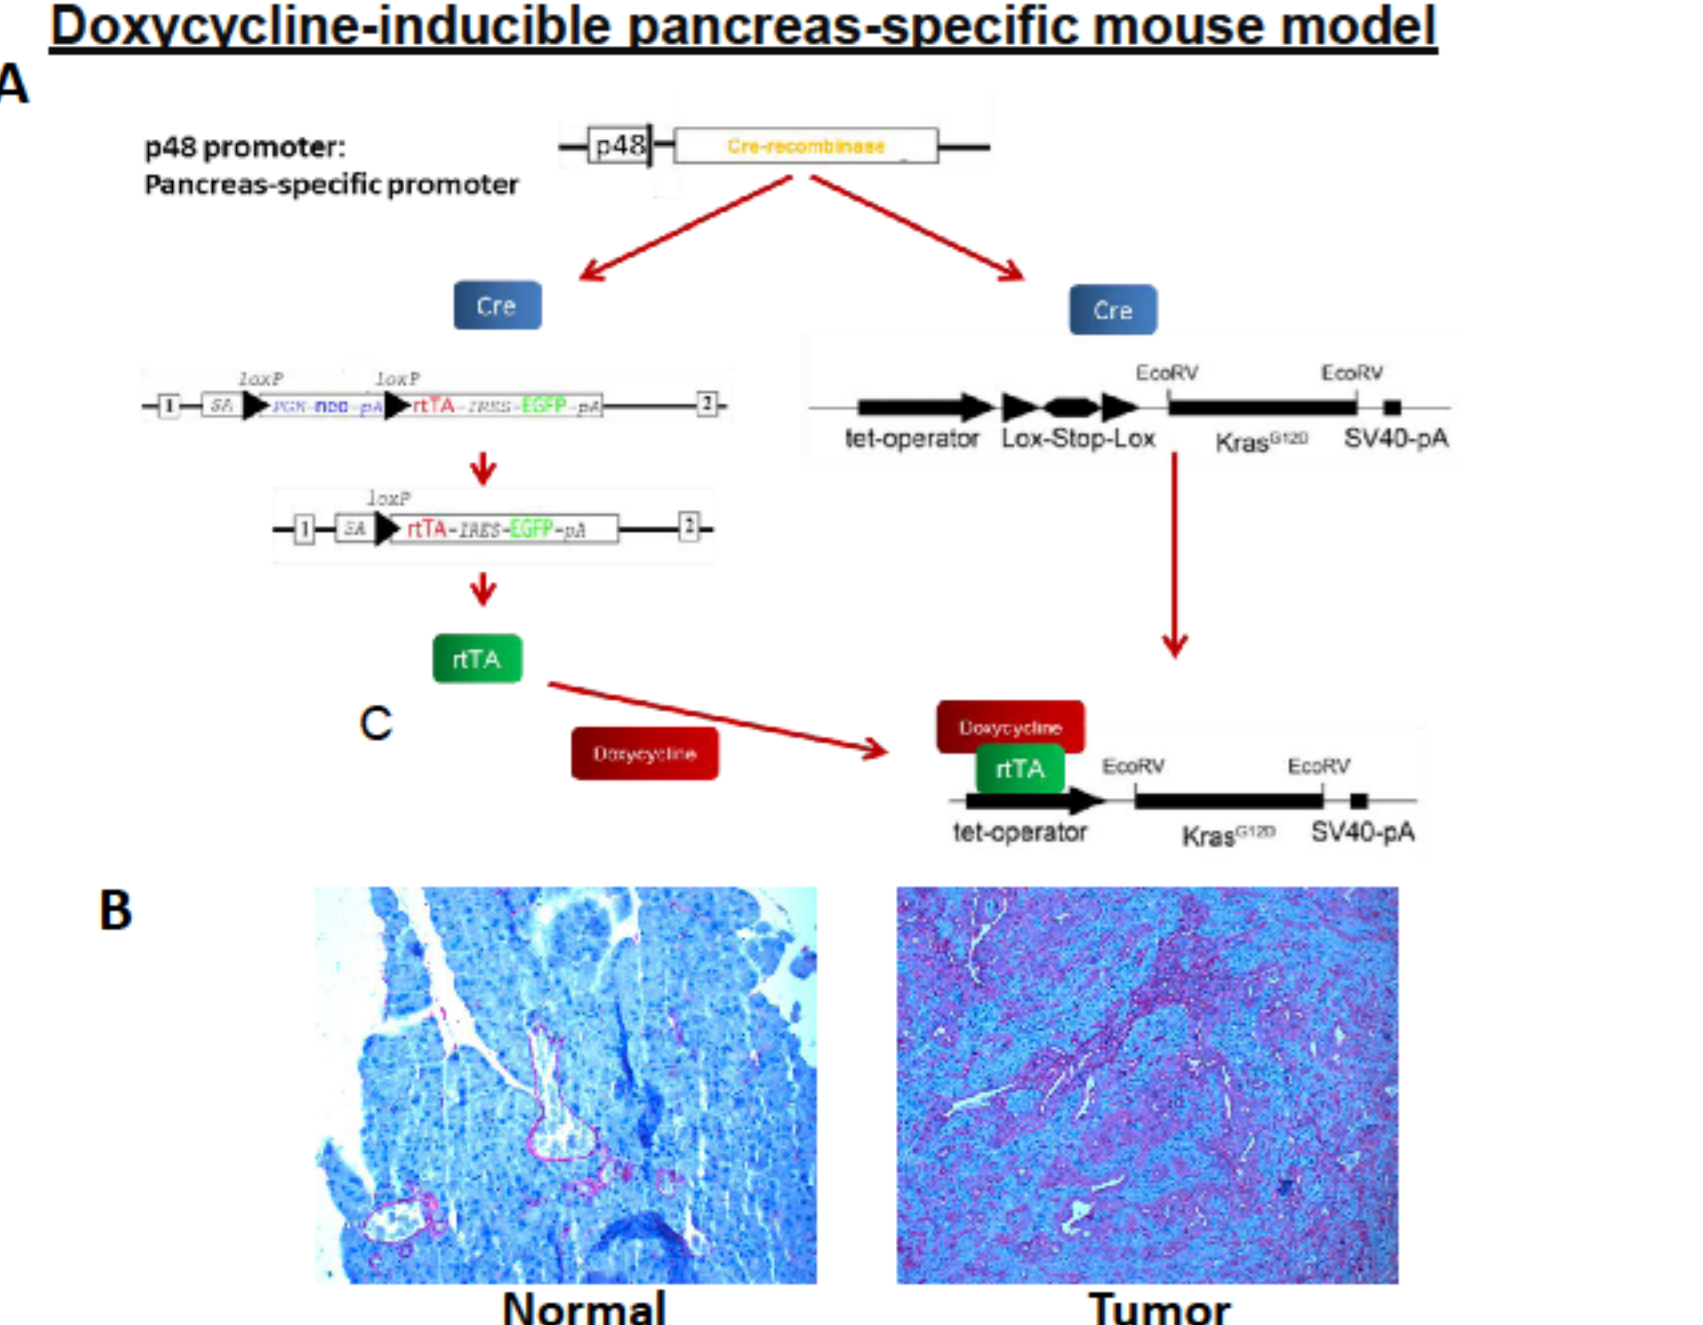 Doxycycline-inducible pancreas-specific mouse model
A
p48 promoter:
Pancreas-specific promoter
p48
Cre-recombinase
Cre
Cre
loxP loxP
1 SA PGK-neo-pA rtTA-IRES-EGFP-pA 2
EcoRV EcoRV
tet-operator Lox-Stop-Lox KrasG12D SV40-pA
loxP
1 SA rtTA-IRES-EGFP-pA 2
rtTA
C
Doxycycline
Doxycycline
rtTA
EcoRV EcoRV
tet-operator KrasG12D SV40-pA
B
Normal Tumor